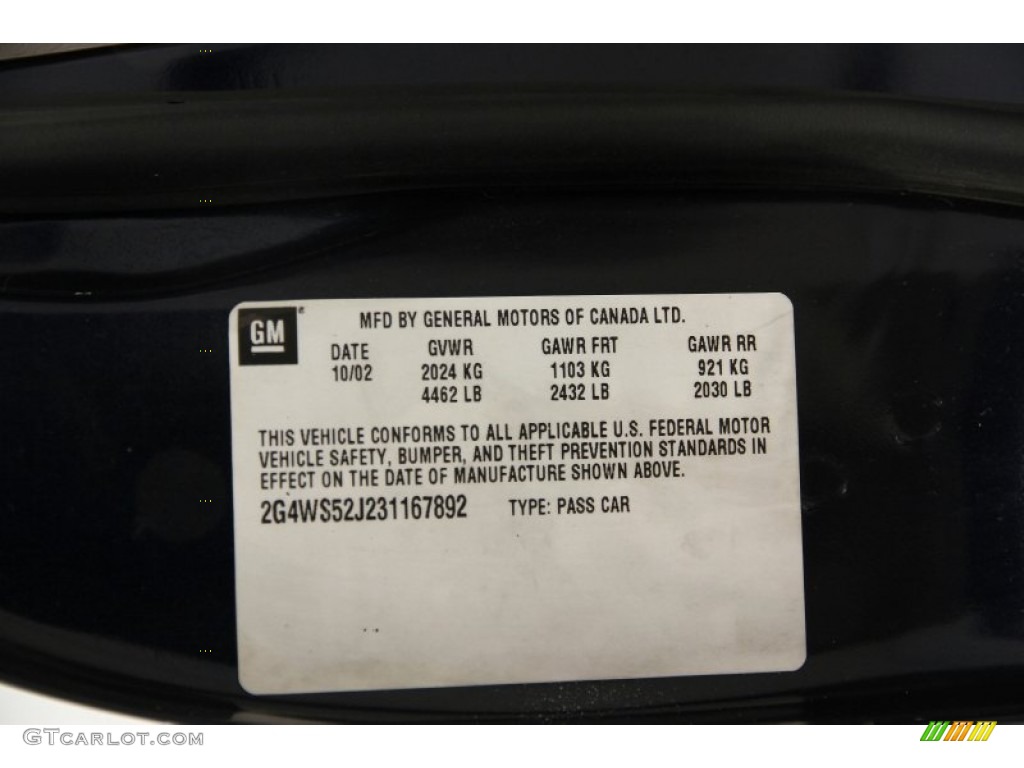 GM
MFD BY GENERAL MOTORS OF CANADA LTD.
DATE GVWR GAWR FRT GAWR RR
10/02 2024 KG 1103 KG 921 KG
4462 LB 2432 LB 2030 LB
THIS VEHICLE CONFORMS TO ALL APPLICABLE U.S. FEDERAL MOTOR
VEHICLE SAFETY, BUMPER, AND THEFT PREVENTION STANDARDS IN
EFFECT ON THE DATE OF MANUFACTURE SHOWN ABOVE.
2G4WS52J231167892 TYPE: PASS CAR
GTCarlot.com